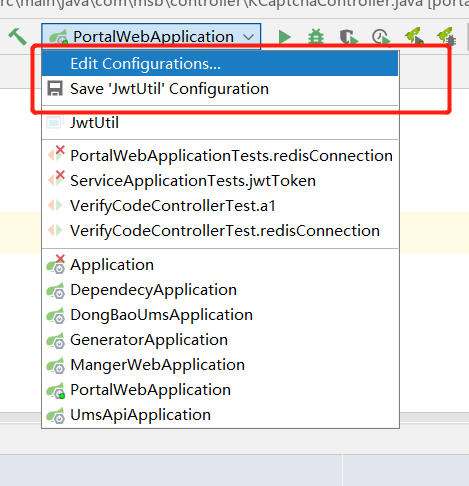 src\main\java\com\msb\controller\KCaptchaController.java [porta
PortalWebApplication
Edit Configurations...
Save 'JwtUtil' Configuration
JwtUtil
PortalWebApplicationTests.redisConnection
ServiceApplicationTests.jwtToken
VerifyCodeControllerTest.a1
VerifyCodeControllerTest.redisConnection
Application
DependecyApplication
DongBaoUmsApplication
GeneratorApplication
MangerWebApplication
PortalWebApplication
UmsApiApplication